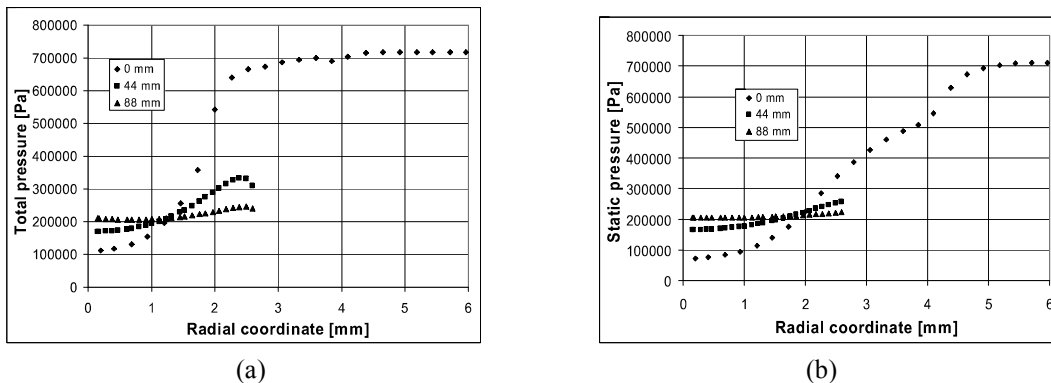 800000
700000
600000
500000
400000
300000
200000
100000
0
Total pressure [Pa]
0 mm
44 mm
88 mm
0 1 2 3 4 5 6
Radial coordinate [mm]
(a)
800000
700000
600000
500000
400000
300000
200000
100000
0
Static pressure [Pa]
0 mm
44 mm
88 mm
0 1 2 3 4 5 6
Radial coordinate [mm]
(b)